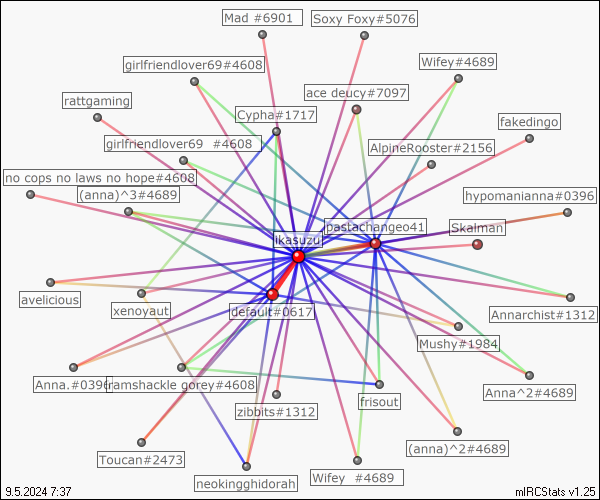 Mad #6901
Soxy Foxy#5076
girlfriendlover69#4608
Wifey#4689
ace deucy#7097
rattgaming
Cypha#1717
fakedingo
girlfriendlover69 #4608
AlpineRooster#2156
no cops no laws no hope#4608
(anna)^3#4689
hypomanianna#0396
pastachangeo41
Skalman
ikasuzu
avelicious
xenoyaut
default#0617
Annarchist#1312
Mushy#1984
Anna.#0396
ramshackle gorey#4608
Anna^2#4689
frisout
zibbits#1312
(anna)^2#4689
Toucan#2473
neokingghidorah
Wifey #4689
9.5.2024 7:37
mIRCStats v1.25